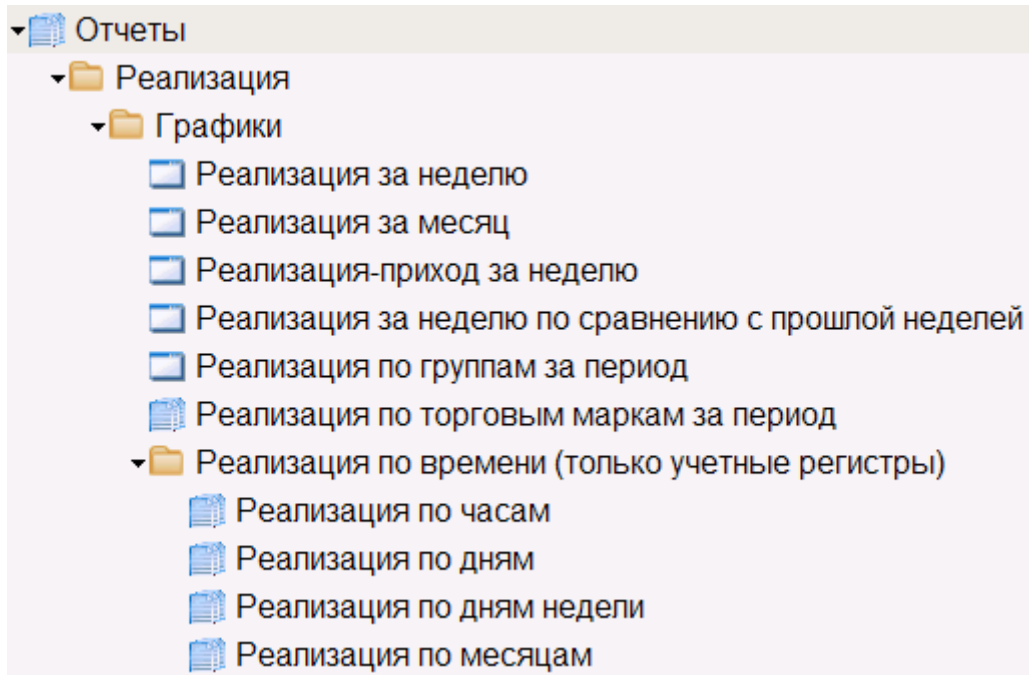 Отчеты
Реализация
Графики
Реализация за неделю
Реализация за месяц
Реализация-приход за неделю
Реализация за неделю по сравнению с прошлой неделей
Реализация по группам за период
Реализация по торговым маркам за период
Реализация по времени (только учетные регистры)
Реализация по часам
Реализация по дням
Реализация по дням недели
Реализация по месяцам